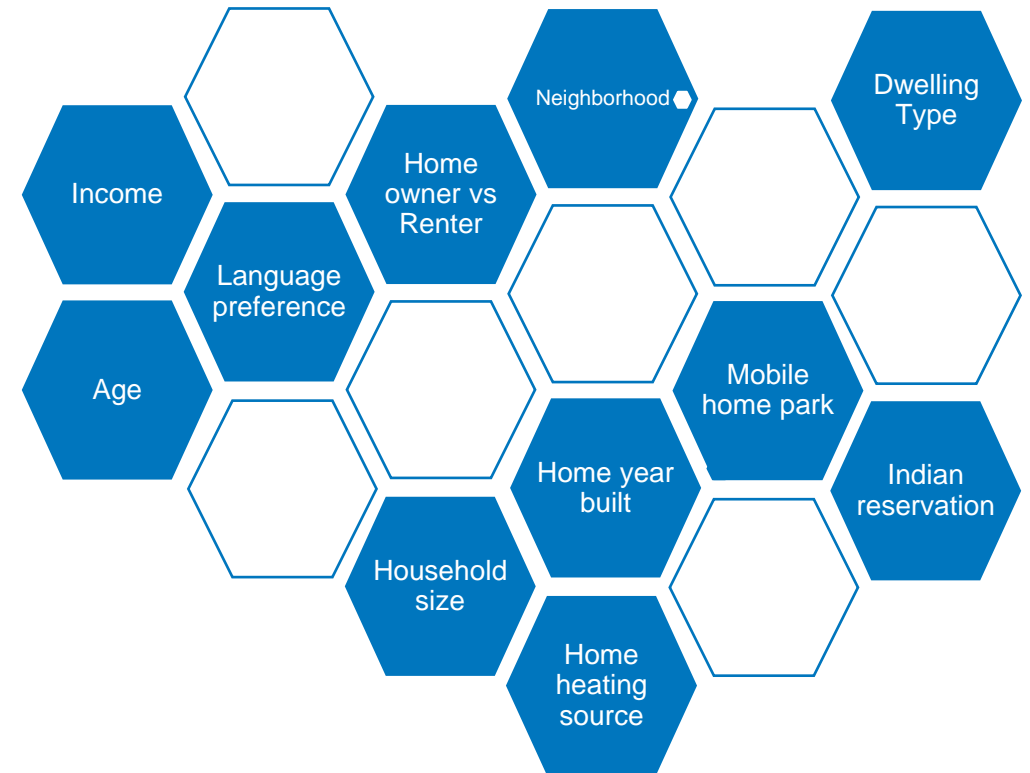 Neighborhood
Dwelling
Type
Income
Home
owner vs
Renter
Language
preference
Age
Mobile
home park
Home year
built
Indian
reservation
Household
size
Home
heating
source